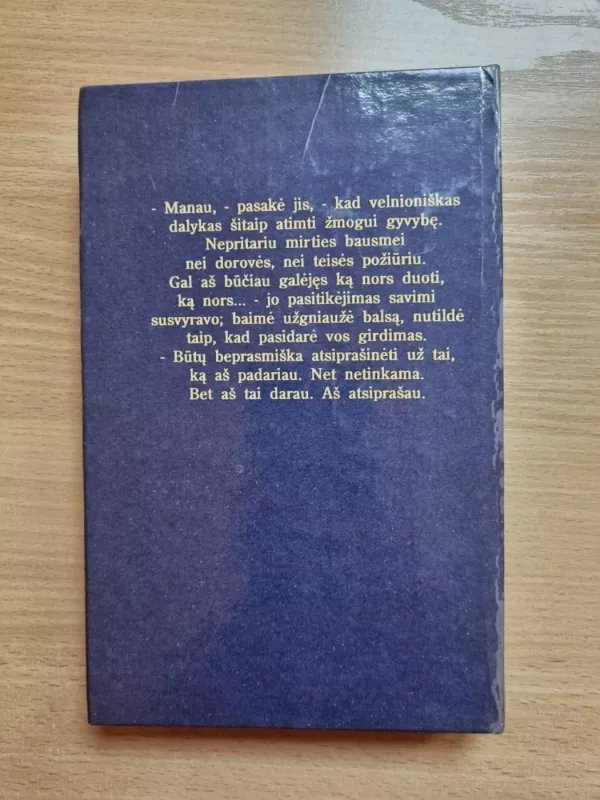 - Manau, - pasakė jis, - kad velnioniškas
dalykas šitaip atimti žmogui gyvybę.
Nepritariu mirties bausmei
nei dorovės, nei teisės požiūriu.
Gal aš būčiau galėjęs ką nors duoti,
ką nors... - jo pasitikėjimas savimi
susvyravo; baimė užgniaužė balsą, nutildė
taip, kad pasidarė vos girdimas.
- Būtų beprasmiška atsiprašinėti už tai,
ką aš padariau. Net netinkama.
Bet aš tai darau. Aš atsiprašau.